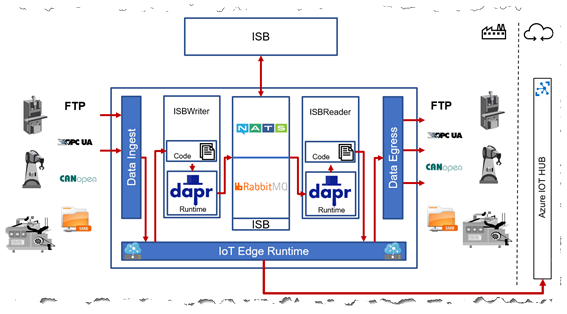 ISB
FTP
OPC UA
CANopen
Data Ingest
ISBWriter
Code
dapr
Runtime
NATS
RabbitMQ
ISB
ISBReader
Code
dapr
Runtime
Data Egress
IoT Edge Runtime
FTP
OPC UA
CANopen
Azure IOT HUB